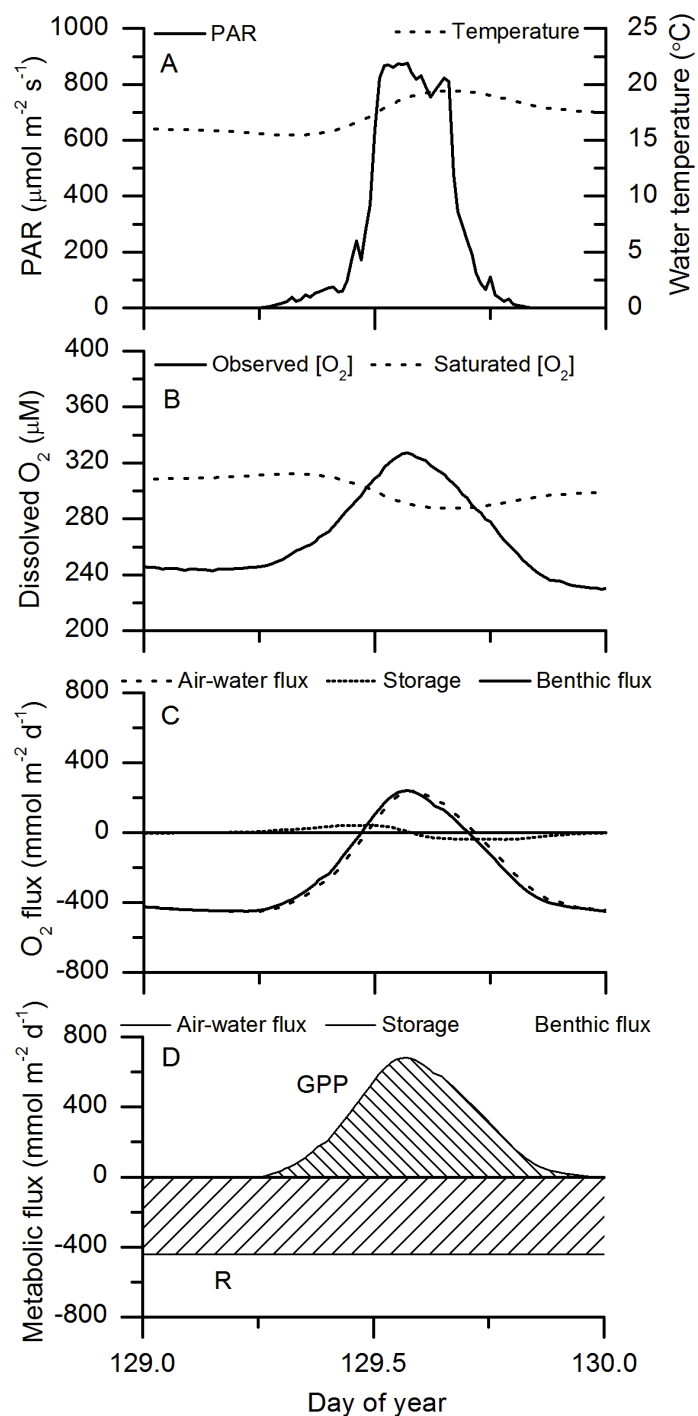 PAR
Temperature
A
1000
800
600
400
200
0
PAR (μmol m⁻² s⁻¹)
25
20
15
10
5
0
Water temperature (°C)
Observed [O₂]
Saturated [O₂]
B
400
360
320
280
240
200
Dissolved O₂ (μM)
Air-water flux
Storage
Benthic flux
C
800
400
0
-400
-800
O₂ flux (mmol m⁻² d⁻¹)
Air-water flux
Storage
Benthic flux
D
GPP
R
800
400
0
-400
-800
Metabolic flux (mmol m⁻² d⁻¹)
129.0
129.5
130.0
Day of year